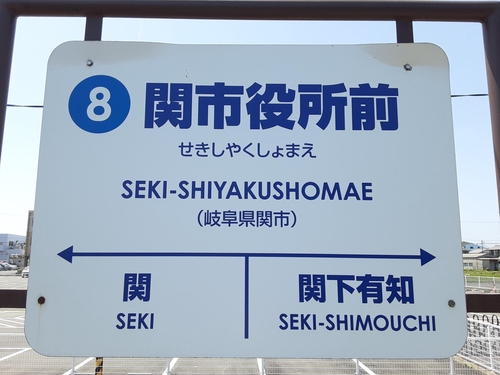 8 関市役所前
せきしやくしょまえ
SEKI-SHIYAKUSHOMAE
(岐阜県関市)
関 関下有知
SEKI SEKI-SHIMOUCHI